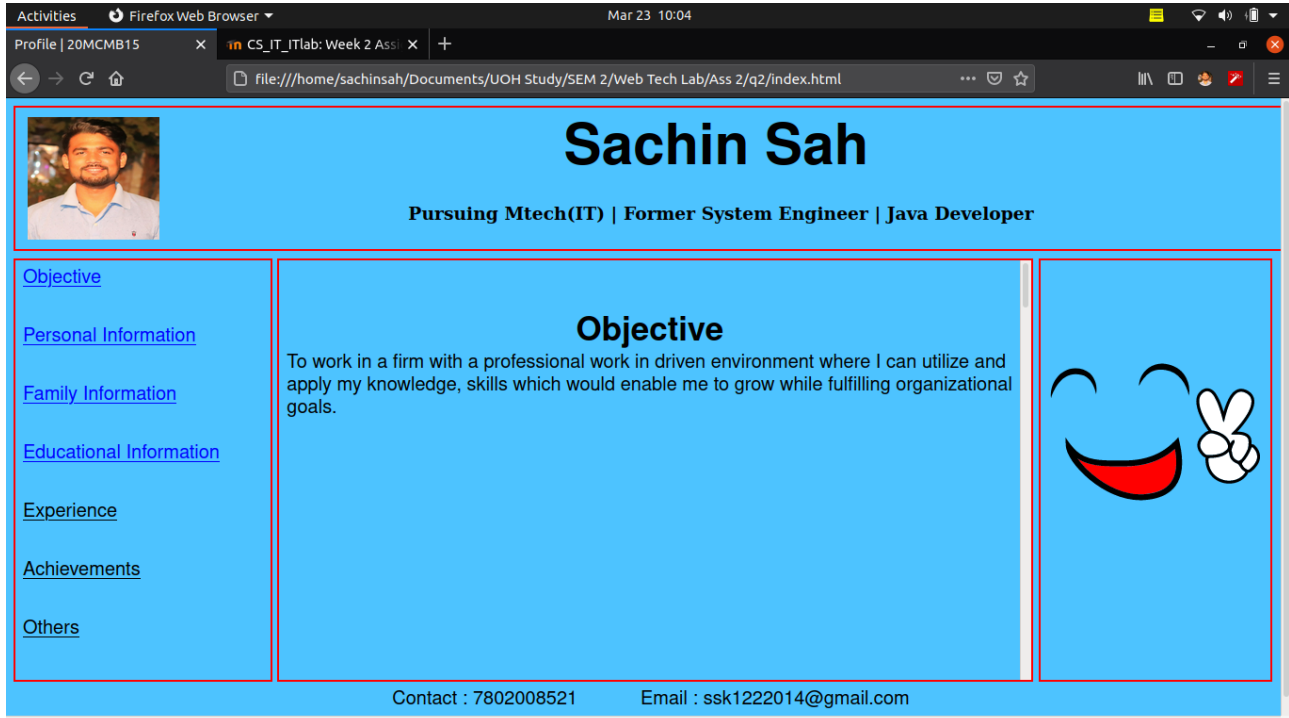 Activities Firefox Web Browser Mar 23 10:04
Profile | 20MCMB15 CS_IT_ITlab: Week 2 Assi
file:///home/sachinsah/Documents/UOH Study/SEM 2/Web Tech Lab/Ass 2/q2/index.html
Sachin Sah
Pursuing Mtech(IT) | Former System Engineer | Java Developer
Objective
Personal Information
Family Information
Educational Information
Experience
Achievements
Others
Objective
To work in a firm with a professional work in driven environment where I can utilize and
apply my knowledge, skills which would enable me to grow while fulfilling organizational
goals.
Contact : 7802008521 Email : ssk1222014@gmail.com